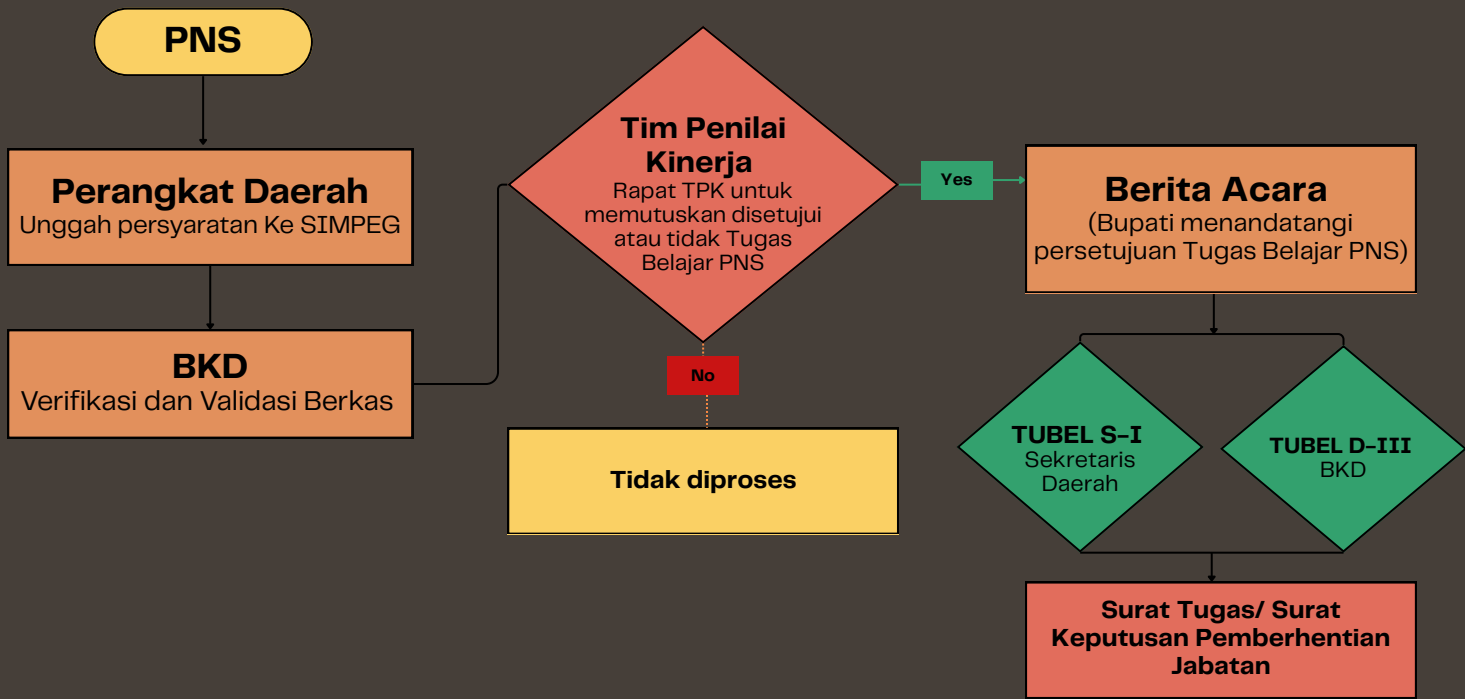 PNS
Perangkat Daerah
Unggah persyaratan Ke SIMPEG
BKD
Verifikasi dan Validasi Berkas
Tim Penilai
Kinerja
Rapat TPK untuk
memutuskan disetujui
atau tidak Tugas
Belajar PNS
No
Tidak diproses
Yes
Berita Acara
(Bupati menandatangi
persetujuan Tugas Belajar PNS)
TUBEL S-I
Sekretaris
Daerah
TUBEL D-III
BKD
Surat Tugas/ Surat
Keputusan Pemberhentian
Jabatan